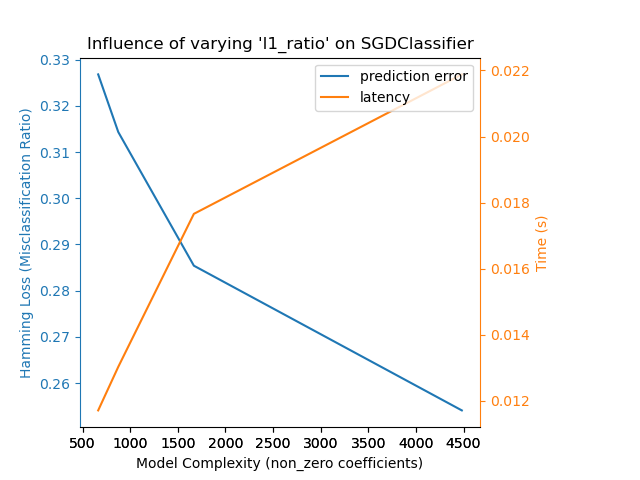 Influence of varying 'l1_ratio' on SGDClassifier
prediction error
latency
Hamming Loss (Misclassification Ratio)
0.33
0.32
0.31
0.30
0.29
0.28
0.27
0.26
0.022
0.020
0.018
0.016
0.014
0.012
Time (s)
500 1000 1500 2000 2500 3000 3500 4000 4500
Model Complexity (non_zero coefficients)